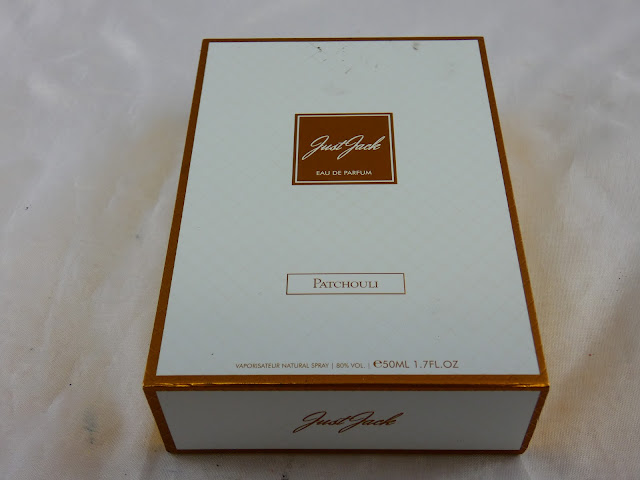 Just Jack
EAU DE PARFUM
PATCHOULI
VAPORISATEUR NATURAL SPRAY | 80% VOL. | ℮50ML 1.7FL.OZ
Just Jack